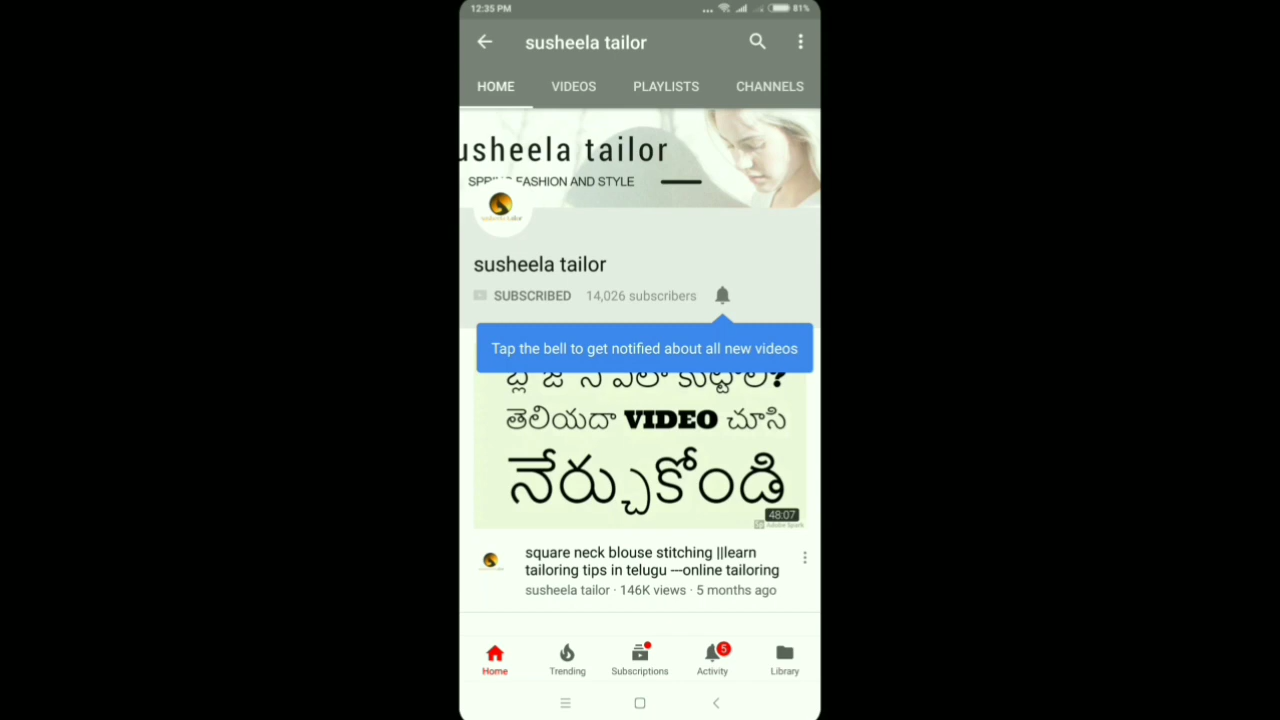 12:35 PM
81%
susheela tailor
HOME VIDEOS PLAYLISTS CHANNELS
usheela tailor
SPRING FASHION AND STYLE
susheela tailor
SUBSCRIBED 14,026 subscribers
Tap the bell to get notified about all new videos
తెలియదా VIDEO చూసి
నేర్చుకోండి
48:07
Adobe Spark
square neck blouse stitching ||learn
tailoring tips in telugu ---online tailoring
susheela tailor · 146K views · 5 months ago
5
Home Trending Subscriptions Activity Library